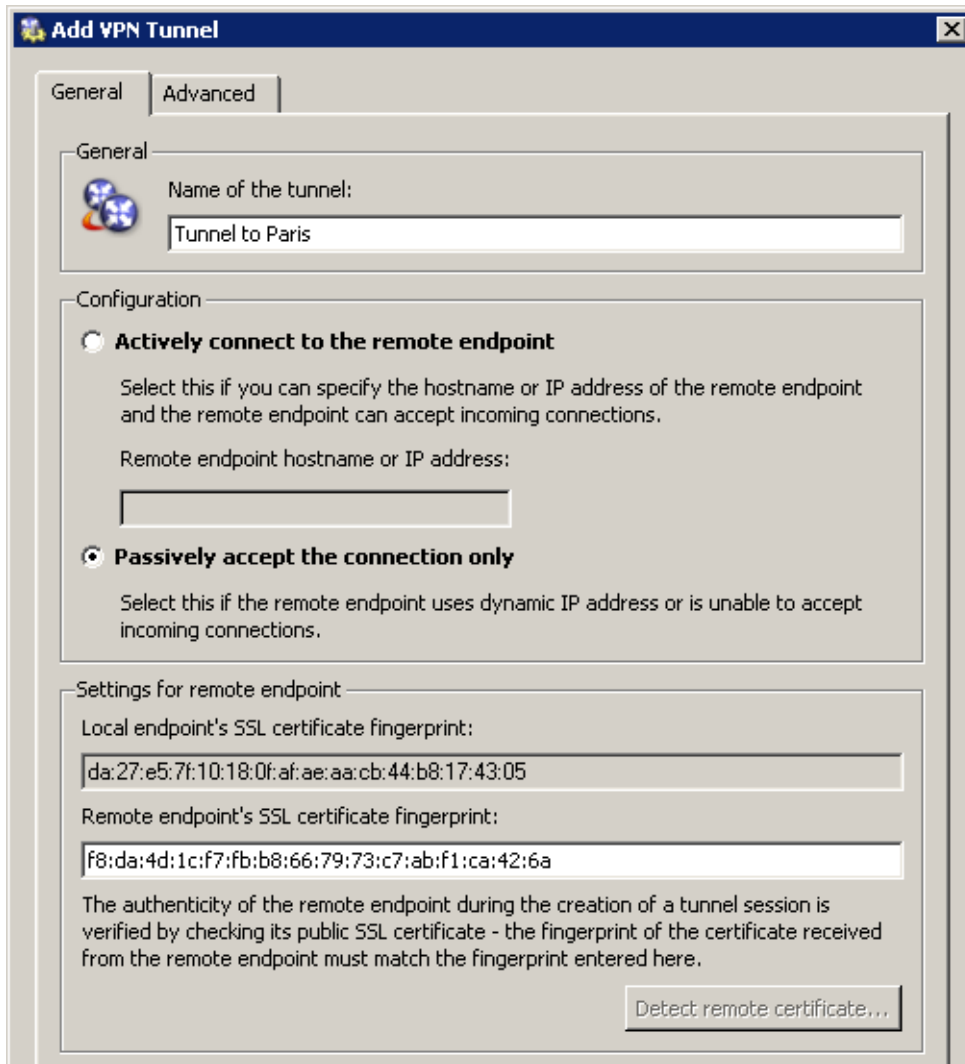 Add VPN Tunnel
General
Advanced
General
Name of the tunnel:
Tunnel to Paris
Configuration
Actively connect to the remote endpoint
Select this if you can specify the hostname or IP address of the remote endpoint
and the remote endpoint can accept incoming connections.
Remote endpoint hostname or IP address:
Passively accept the connection only
Select this if the remote endpoint uses dynamic IP address or is unable to accept
incoming connections.
Settings for remote endpoint
Local endpoint's SSL certificate fingerprint:
da:27:e5:7f:10:18:0f:af:ae:aa:cb:44:b8:17:43:05
Remote endpoint's SSL certificate fingerprint:
f8:da:4d:1c:f7:fb:b8:66:79:73:c7:ab:f1:ca:42:6a
The authenticity of the remote endpoint during the creation of a tunnel session is
verified by checking its public SSL certificate - the fingerprint of the certificate received
from the remote endpoint must match the fingerprint entered here.
Detect remote certificate...